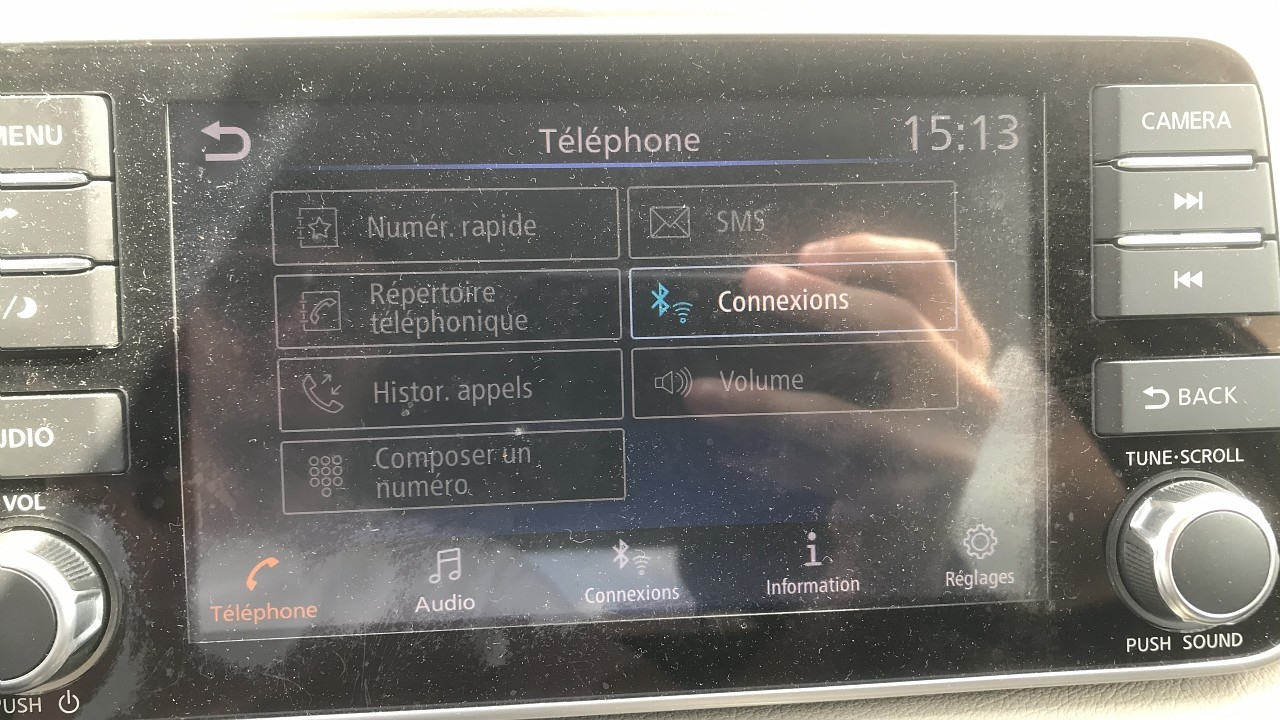 MENU
Téléphone
15:13
CAMERA
Numér. rapide
SMS
Répertoire
téléphonique
Connexions
Histor. appels
Volume
BACK
Composer un
numéro
TUNE·SCROLL
VOL
Téléphone
Audio
Connexions
Information
Réglages
PUSH SOUND
PUSH